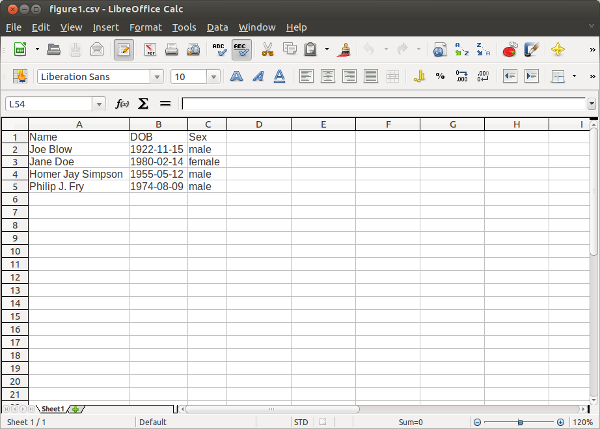 figure1.csv - LibreOffice Calc
File Edit View Insert Format Tools Data Window Help
Liberation Sans 10
L54
A B C D E F G H I
1 Name DOB Sex
2 Joe Blow 1922-11-15 male
3 Jane Doe 1980-02-14 female
4 Homer Jay Simpson 1955-05-12 male
5 Philip J. Fry 1974-08-09 male
6
7
8
9
10
11
12
13
14
15
16
17
18
19
20
21
Sheet1
Sheet 1 / 1 Default STD Sum=0 120%